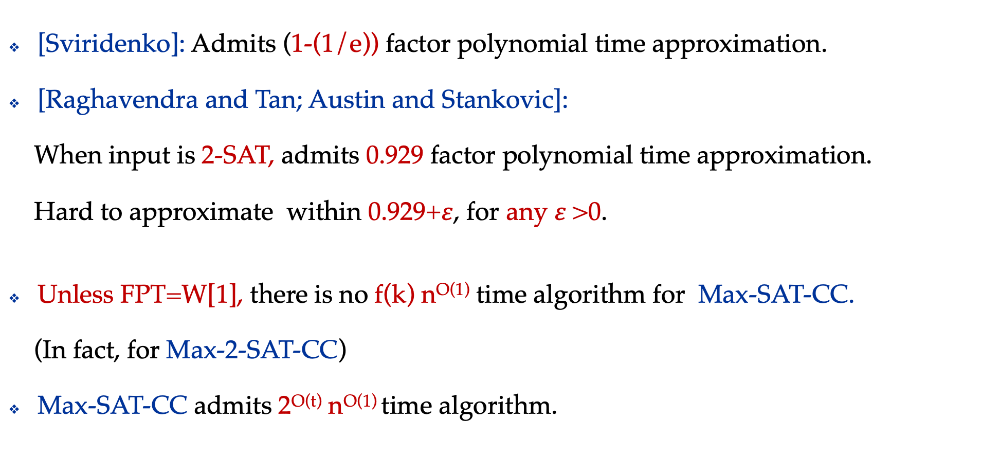 ❖ [Sviridenko]: Admits (1-(1/e)) factor polynomial time approximation.
❖ [Raghavendra and Tan; Austin and Stankovic]:
When input is 2-SAT, admits 0.929 factor polynomial time approximation.
Hard to approximate within 0.929+ε, for any ε >0.
❖ Unless FPT=W[1], there is no f(k) n^O(1) time algorithm for Max-SAT-CC.
(In fact, for Max-2-SAT-CC)
❖ Max-SAT-CC admits 2^O(t) n^O(1) time algorithm.